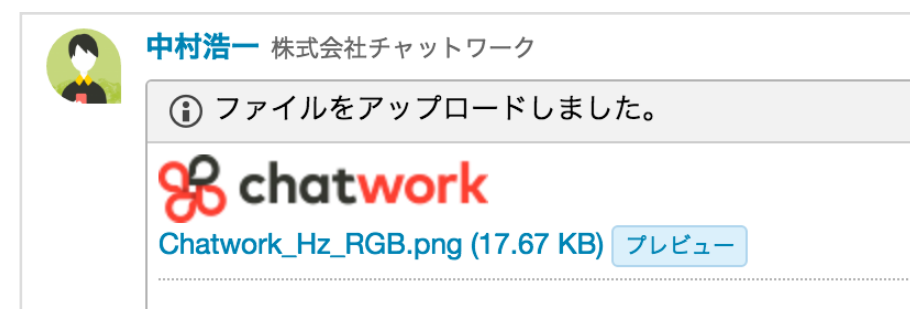 中村浩一 株式会社チャットワーク
ファイルをアップロードしました。
chatwork
Chatwork_Hz_RGB.png (17.67 KB) プレビュー